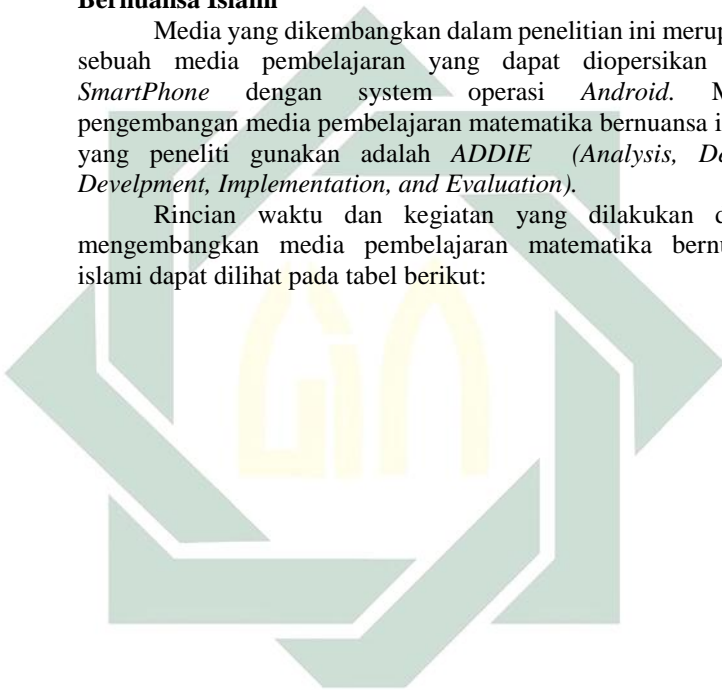 Bernuansa Islami
Media yang dikembangkan dalam penelitian ini merup
sebuah media pembelajaran yang dapat diopersikan
SmartPhone dengan system operasi Android. M
pengembangan media pembelajaran matematika bernuansa i
yang peneliti gunakan adalah ADDIE (Analysis, De
Develpment, Implementation, and Evaluation).
Rincian waktu dan kegiatan yang dilakukan d
mengembangkan media pembelajaran matematika bernu
islami dapat dilihat pada tabel berikut: